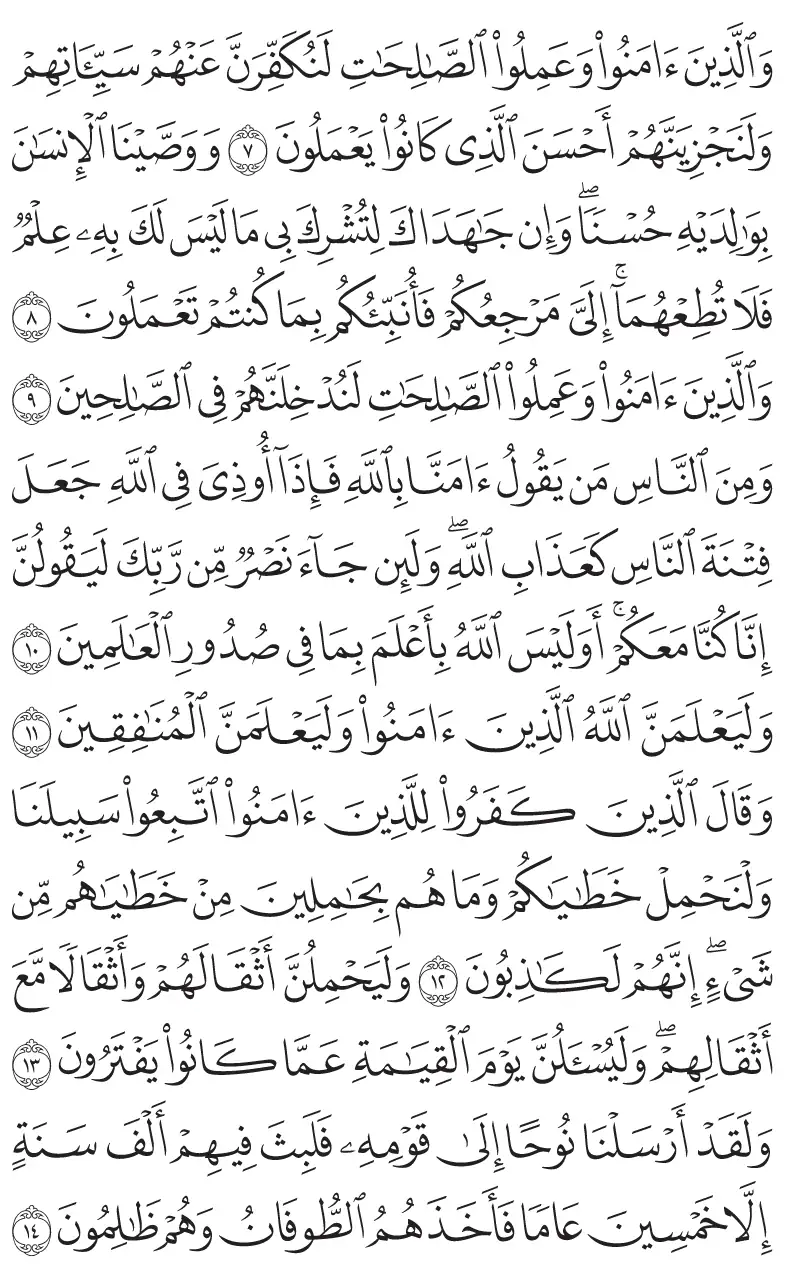 وَٱلَّذِينَ ءَامَنُوا۟ وَعَمِلُوا۟ ٱلصَّـٰلِحَـٰتِ لَنُكَفِّرَنَّ عَنْهُمْ سَيِّـَٔاتِهِمْ
وَلَنَجْزِيَنَّهُمْ أَحْسَنَ ٱلَّذِى كَانُوا۟ يَعْمَلُونَ ٧ وَوَصَّيْنَا ٱلْإِنسَـٰنَ
بِوَٰلِدَيْهِ حُسْنًا ۖ وَإِن جَـٰهَدَاكَ لِتُشْرِكَ بِى مَا لَيْسَ لَكَ بِهِۦ عِلْمٌ
فَلَا تُطِعْهُمَآ ۚ إِلَىَّ مَرْجِعُكُمْ فَأُنَبِّئُكُم بِمَا كُنتُمْ تَعْمَلُونَ ٨
وَٱلَّذِينَ ءَامَنُوا۟ وَعَمِلُوا۟ ٱلصَّـٰلِحَـٰتِ لَنُدْخِلَنَّهُمْ فِى ٱلصَّـٰلِحِينَ ٩
وَمِنَ ٱلنَّاسِ مَن يَقُولُ ءَامَنَّا بِٱللَّهِ فَإِذَآ أُوذِىَ فِى ٱللَّهِ جَعَلَ
فِتْنَةَ ٱلنَّاسِ كَعَذَابِ ٱللَّهِ ۖ وَلَئِن جَآءَ نَصْرٌ مِّن رَّبِّكَ لَيَقُولُنَّ
إِنَّا كُنَّا مَعَكُمْ ۚ أَوَلَيْسَ ٱللَّهُ بِأَعْلَمَ بِمَا فِى صُدُورِ ٱلْعَـٰلَمِينَ ١٠
وَلَيَعْلَمَنَّ ٱللَّهُ ٱلَّذِينَ ءَامَنُوا۟ وَلَيَعْلَمَنَّ ٱلْمُنَـٰفِقِينَ ١١
وَقَالَ ٱلَّذِينَ كَفَرُوا۟ لِلَّذِينَ ءَامَنُوا۟ ٱتَّبِعُوا۟ سَبِيلَنَا
وَلْنَحْمِلْ خَطَـٰيَـٰكُمْ وَمَا هُم بِحَـٰمِلِينَ مِنْ خَطَـٰيَـٰهُم مِّن
شَىْءٍ ۖ إِنَّهُمْ لَكَـٰذِبُونَ ١٢ وَلَيَحْمِلُنَّ أَثْقَالَهُمْ وَأَثْقَالًا مَّعَ
أَثْقَالِهِمْ ۖ وَلَيُسْـَٔلُنَّ يَوْمَ ٱلْقِيَـٰمَةِ عَمَّا كَانُوا۟ يَفْتَرُونَ ١٣
وَلَقَدْ أَرْسَلْنَا نُوحًا إِلَىٰ قَوْمِهِۦ فَلَبِثَ فِيهِمْ أَلْفَ سَنَةٍ
إِلَّا خَمْسِينَ عَامًا فَأَخَذَهُمُ ٱلطُّوفَانُ وَهُمْ ظَـٰلِمُونَ ١٤